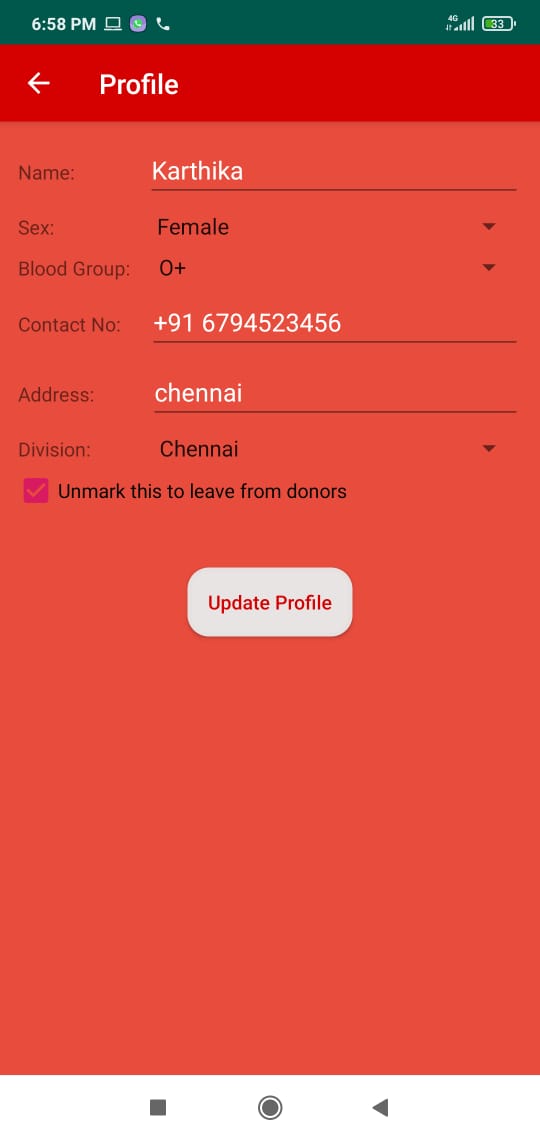 6:58 PM 4G 33
Profile
Name: Karthika
Sex: Female
Blood Group: O+
Contact No: +91 6794523456
Address: chennai
Division: Chennai
Unmark this to leave from donors
Update Profile